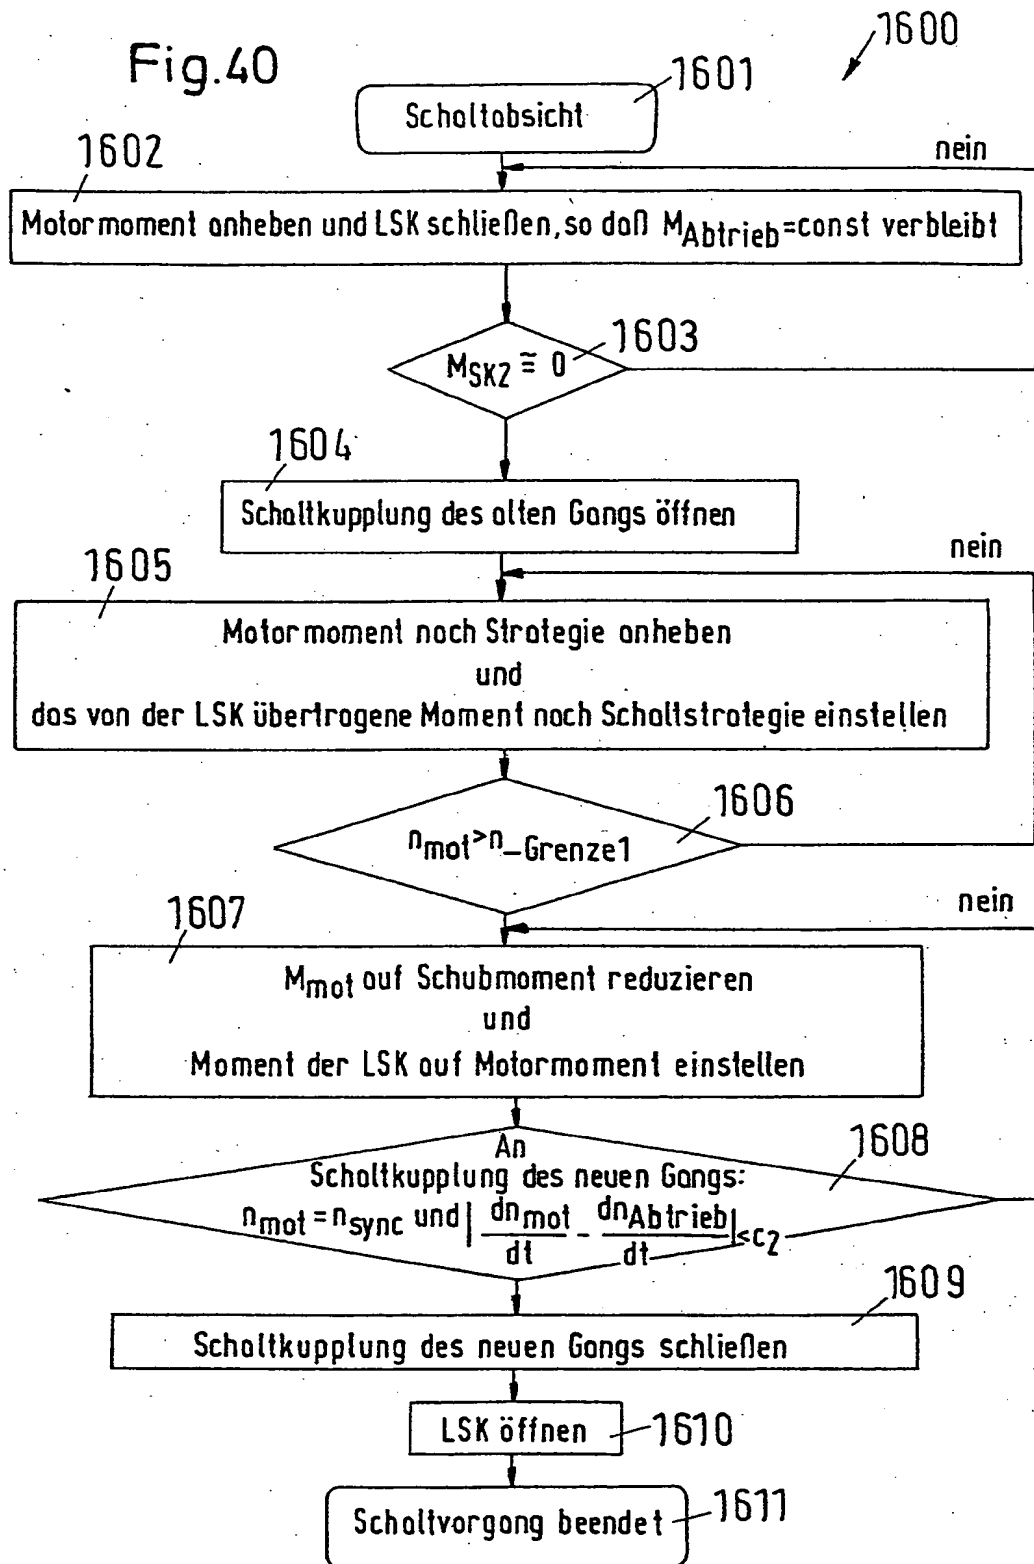 Fig.40
1600
1601
Schaltabsicht
nein
1602
Motormoment anheben und LSK schließen, so daß M_Abtrieb=const verbleibt
1603
M_SK2 ≅ 0
1604
Schaltkupplung des alten Gangs öffnen
nein
1605
Motormoment nach Strategie anheben
und
das von der LSK übertragene Moment nach Schaltstrategie einstellen
1606
n_mot>n_-Grenze1
nein
1607
M_mot auf Schubmoment reduzieren
und
Moment der LSK auf Motormoment einstellen
1608
An
Schaltkupplung des neuen Gangs:
n_mot=n_sync und | dn_mot/dt - dn_Abtrieb/dt | <c_2
1609
Schaltkupplung des neuen Gangs schließen
LSK öffnen
1610
Schaltvorgang beendet
1611